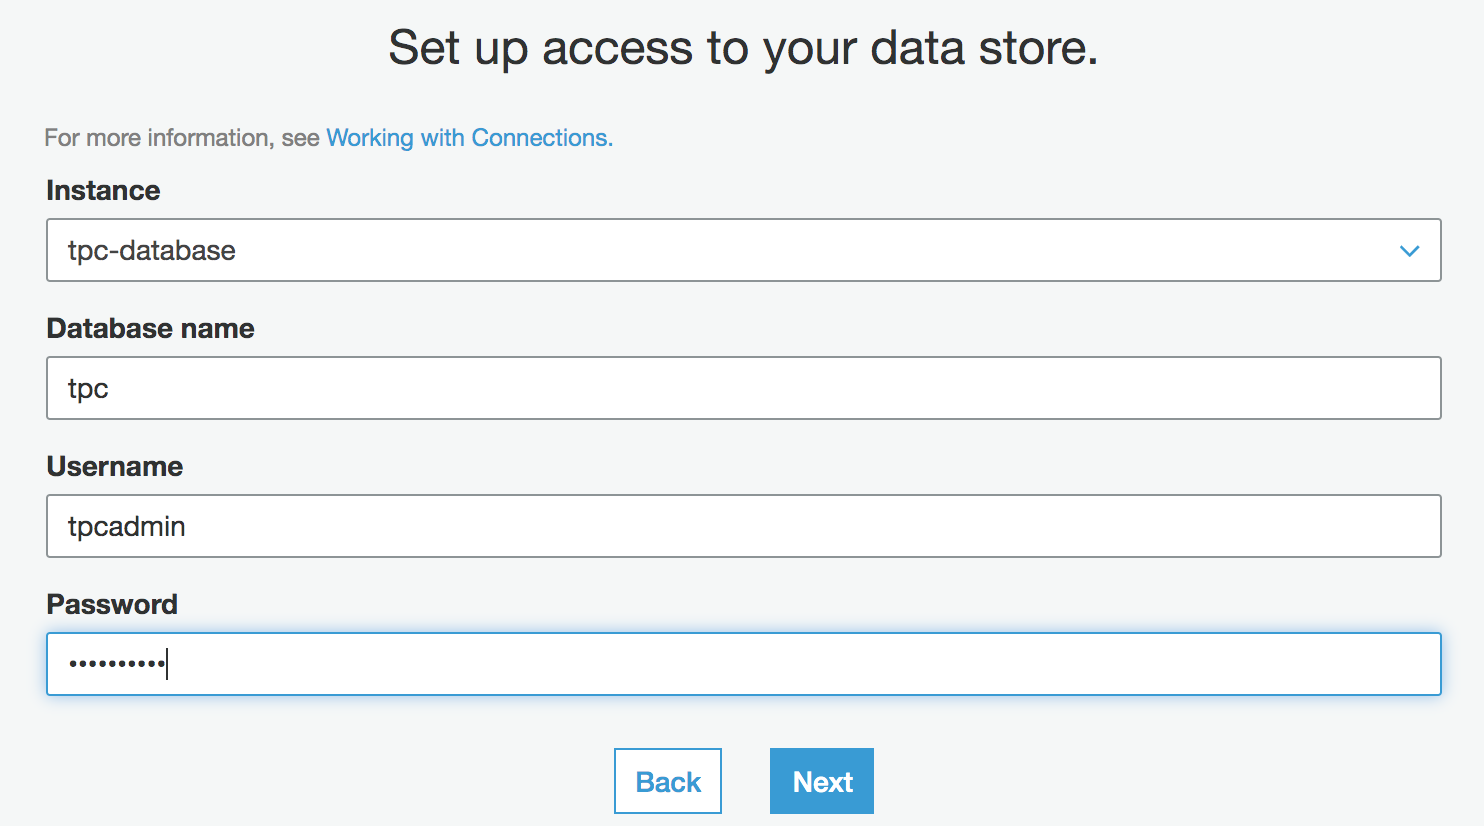 Set up access to your data store.
For more information, see Working with Connections.
Instance
tpc-database
Database name
tpc
Username
tpcadmin
Password
••••••••••
Back
Next